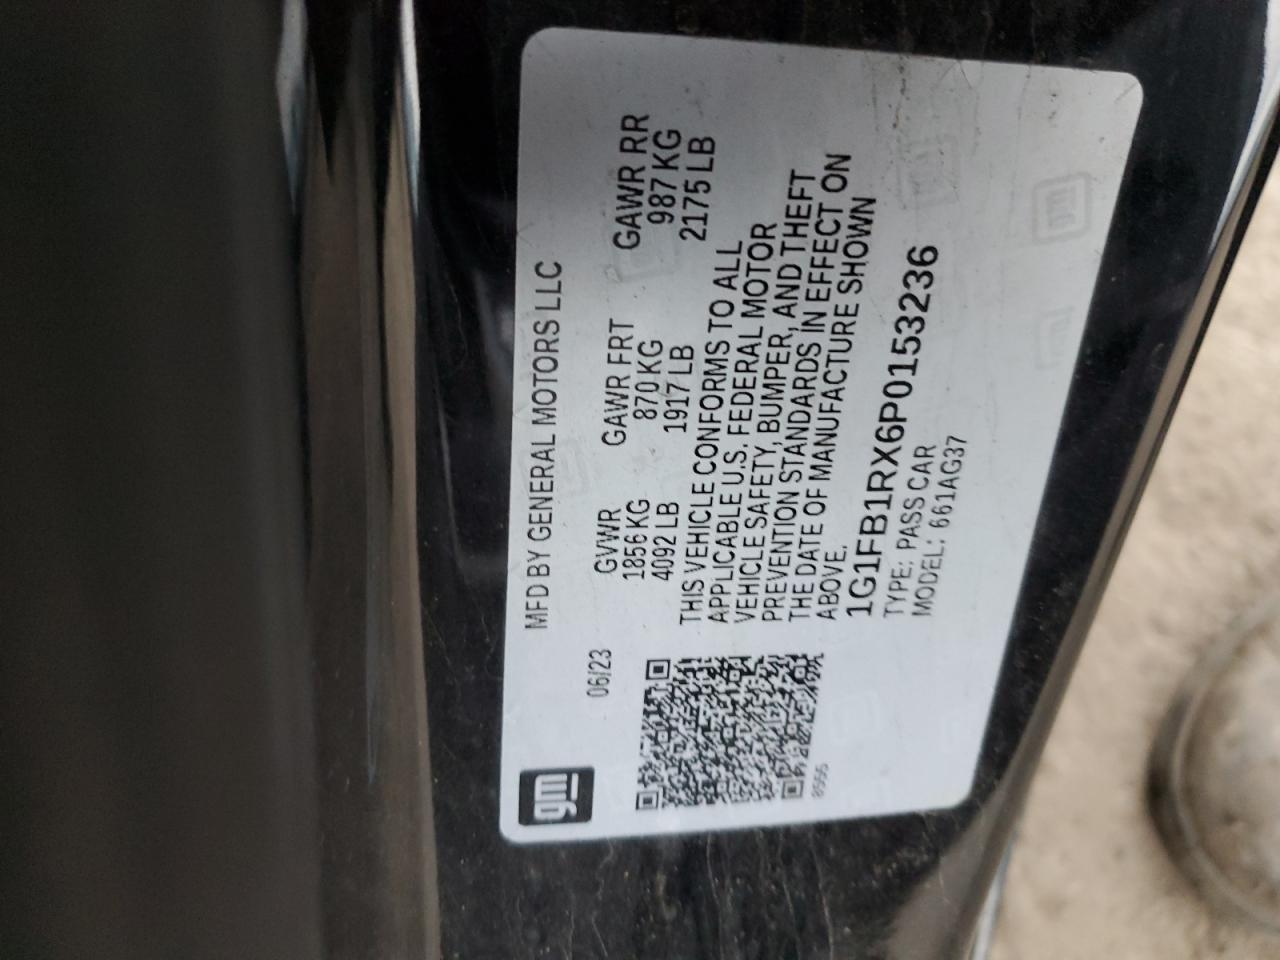 gm
MFD BY GENERAL MOTORS LLC
06/23
GVWR GAWR FRT GAWR RR
1856 KG 870 KG 987 KG
4092 LB 1917 LB 2175 LB
THIS VEHICLE CONFORMS TO ALL
APPLICABLE U.S. FEDERAL MOTOR
VEHICLE SAFETY, BUMPER, AND THEFT
PREVENTION STANDARDS IN EFFECT ON
THE DATE OF MANUFACTURE SHOWN
ABOVE.
1G1FB1RX6P0153236
TYPE: PASS CAR
MODEL: 661AG37